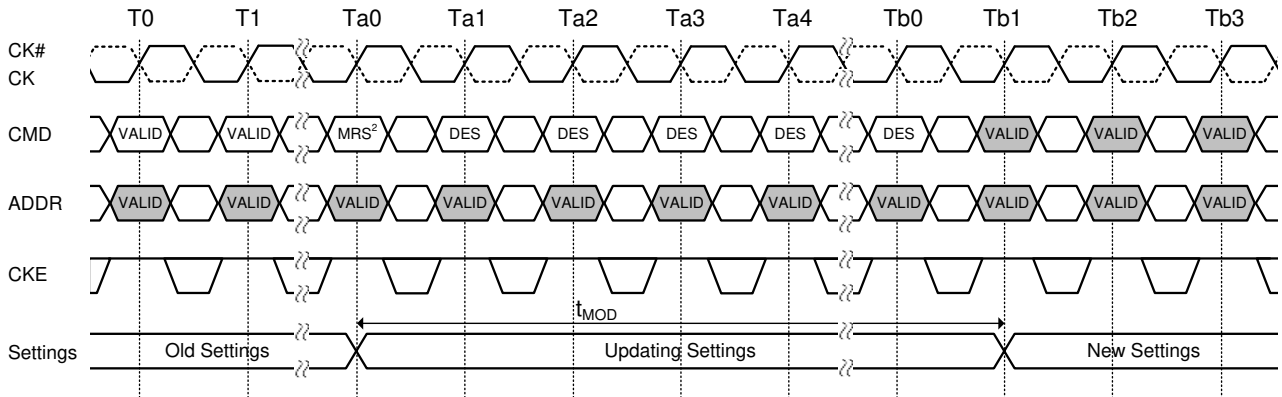 T0 T1 Ta0 Ta1 Ta2 Ta3 Ta4 Tb0 Tb1 Tb2 Tb3
CK#
CK
CMD VALID VALID MRS² DES DES DES DES DES VALID VALID VALID
ADDR VALID VALID VALID VALID VALID VALID VALID VALID VALID VALID VALID
CKE
tMOD
Settings Old Settings Updating Settings New Settings